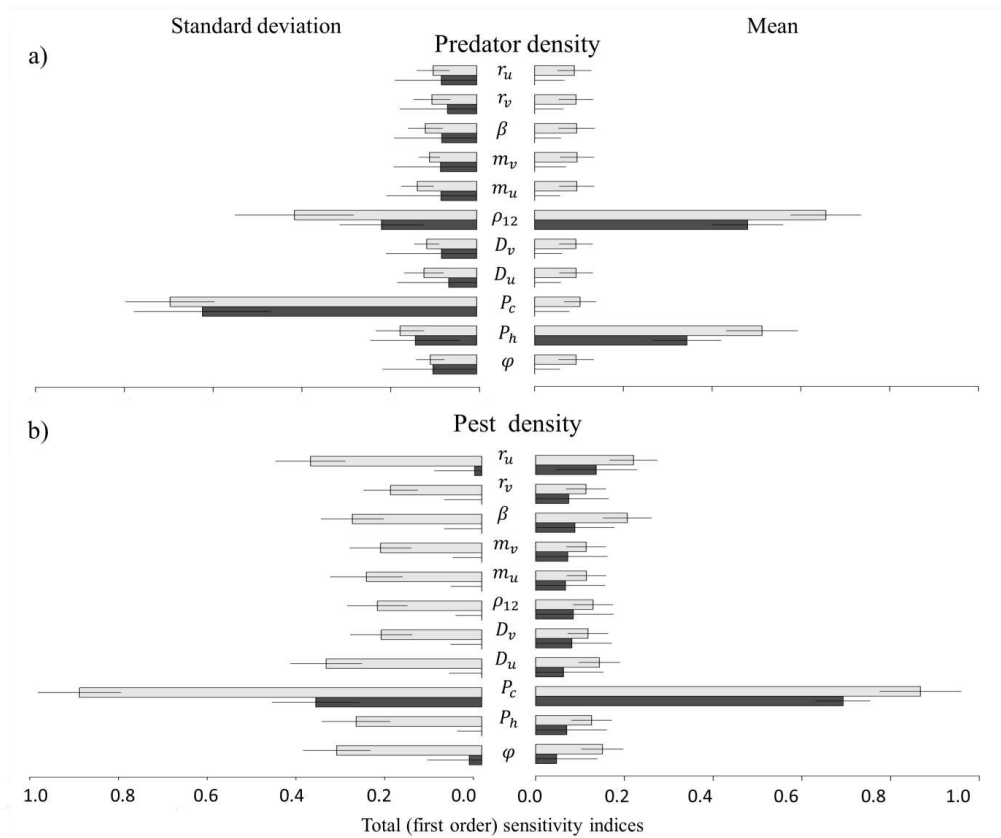 Standard deviation Mean
a) Predator density
r_u
r_v
β
m_v
m_u
ρ_12
D_v
D_u
P_c
P_h
φ
b) Pest density
r_u
r_v
β
m_v
m_u
ρ_12
D_v
D_u
P_c
P_h
φ
1.0 0.8 0.6 0.4 0.2 0.0 0.0 0.2 0.4 0.6 0.8 1.0
Total (first order) sensitivity indices